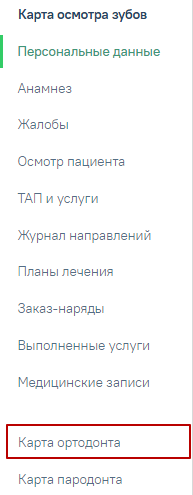 Карта осмотра зубов
Персональные данные
Анамнез
Жалобы
Осмотр пациента
ТАП и услуги
Журнал направлений
Планы лечения
Заказ-наряды
Выполненные услуги
Медицинские записи
Карта ортодонта
Карта пародонта